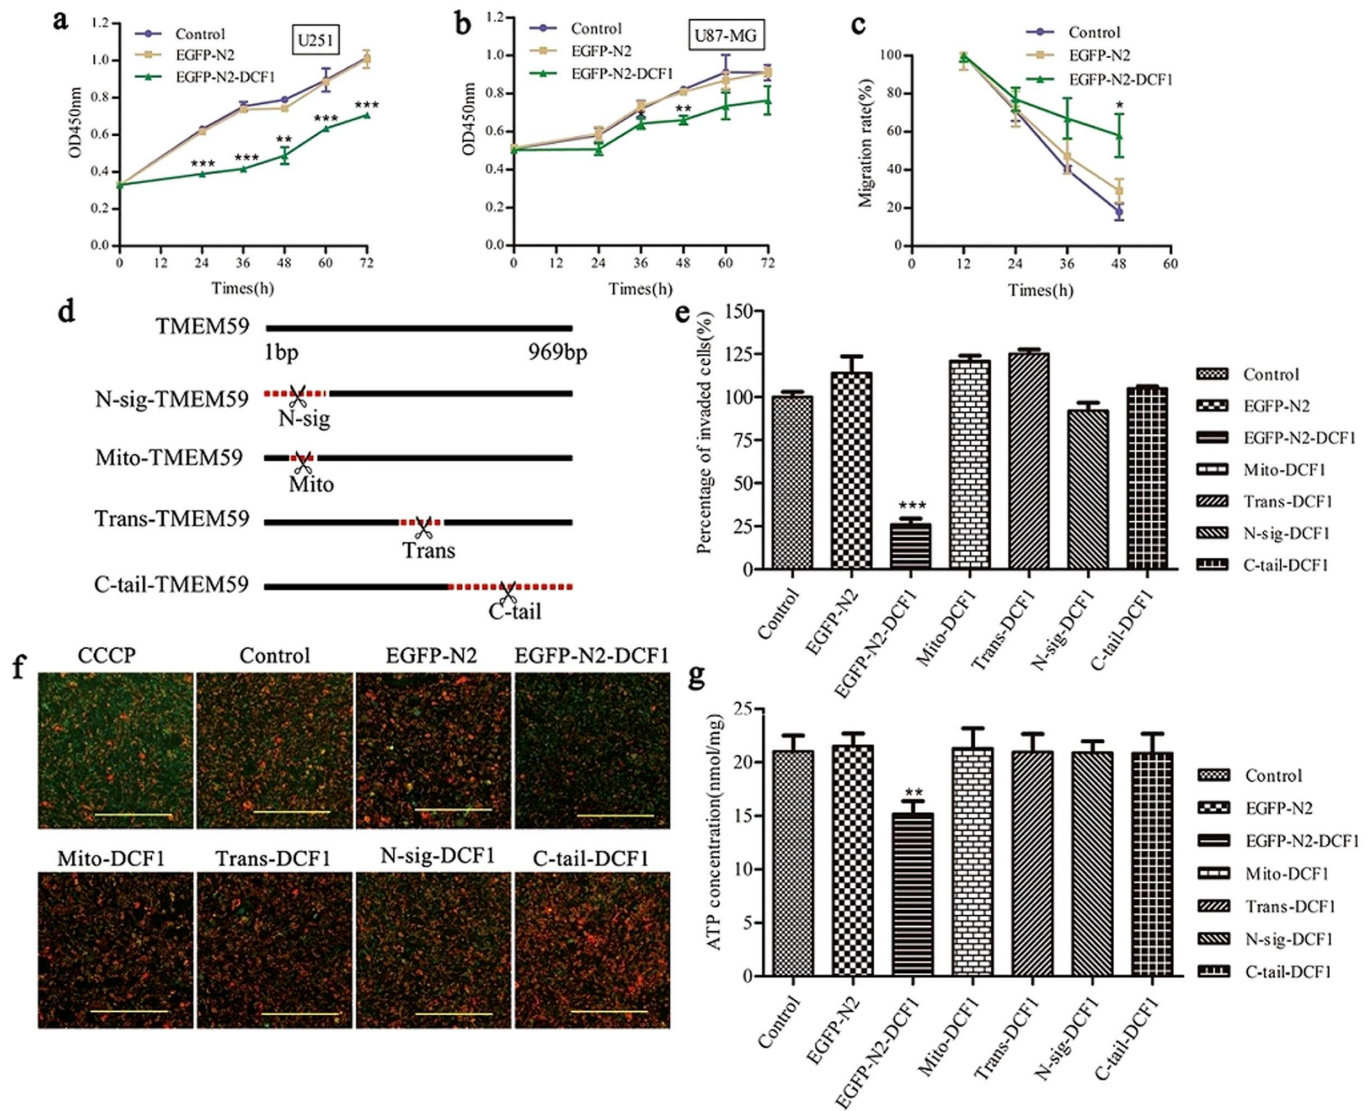 a
1.2
1.0
0.8
0.6
0.4
0.2
0.0
OD450nm
Control
EGFP-N2
EGFP-N2-DCF1
U251
***
***
**
***
***
0 12 24 36 48 60 72
Times(h)
b
1.2
1.0
0.8
0.6
0.4
0.2
0.0
OD450nm
Control
EGFP-N2
EGFP-N2-DCF1
U87-MG
*
**
0 12 24 36 48 60 72
Times(h)
c
100
80
60
40
20
0
Migration rate(%)
Control
EGFP-N2
EGFP-N2-DCF1
*
0 12 24 36 48 60
Times(h)
d
TMEM59
1bp 969bp
N-sig-TMEM59
N-sig
Mito-TMEM59
Mito
Trans-TMEM59
Trans
C-tail-TMEM59
C-tail
e
150
125
100
75
50
25
0
Percentage of invaded cells(%)
***
Control
EGFP-N2
EGFP-N2-DCF1
Mito-DCF1
Trans-DCF1
N-sig-DCF1
C-tail-DCF1
Control
EGFP-N2
EGFP-N2-DCF1
Mito-DCF1
Trans-DCF1
N-sig-DCF1
C-tail-DCF1
f
CCCP Control EGFP-N2 EGFP-N2-DCF1
Mito-DCF1 Trans-DCF1 N-sig-DCF1 C-tail-DCF1
g
25
20
15
10
5
0
ATP concentration(nmol/mg)
**
Control
EGFP-N2
EGFP-N2-DCF1
Mito-DCF1
Trans-DCF1
N-sig-DCF1
C-tail-DCF1
Control
EGFP-N2
EGFP-N2-DCF1
Mito-DCF1
Trans-DCF1
N-sig-DCF1
C-tail-DCF1